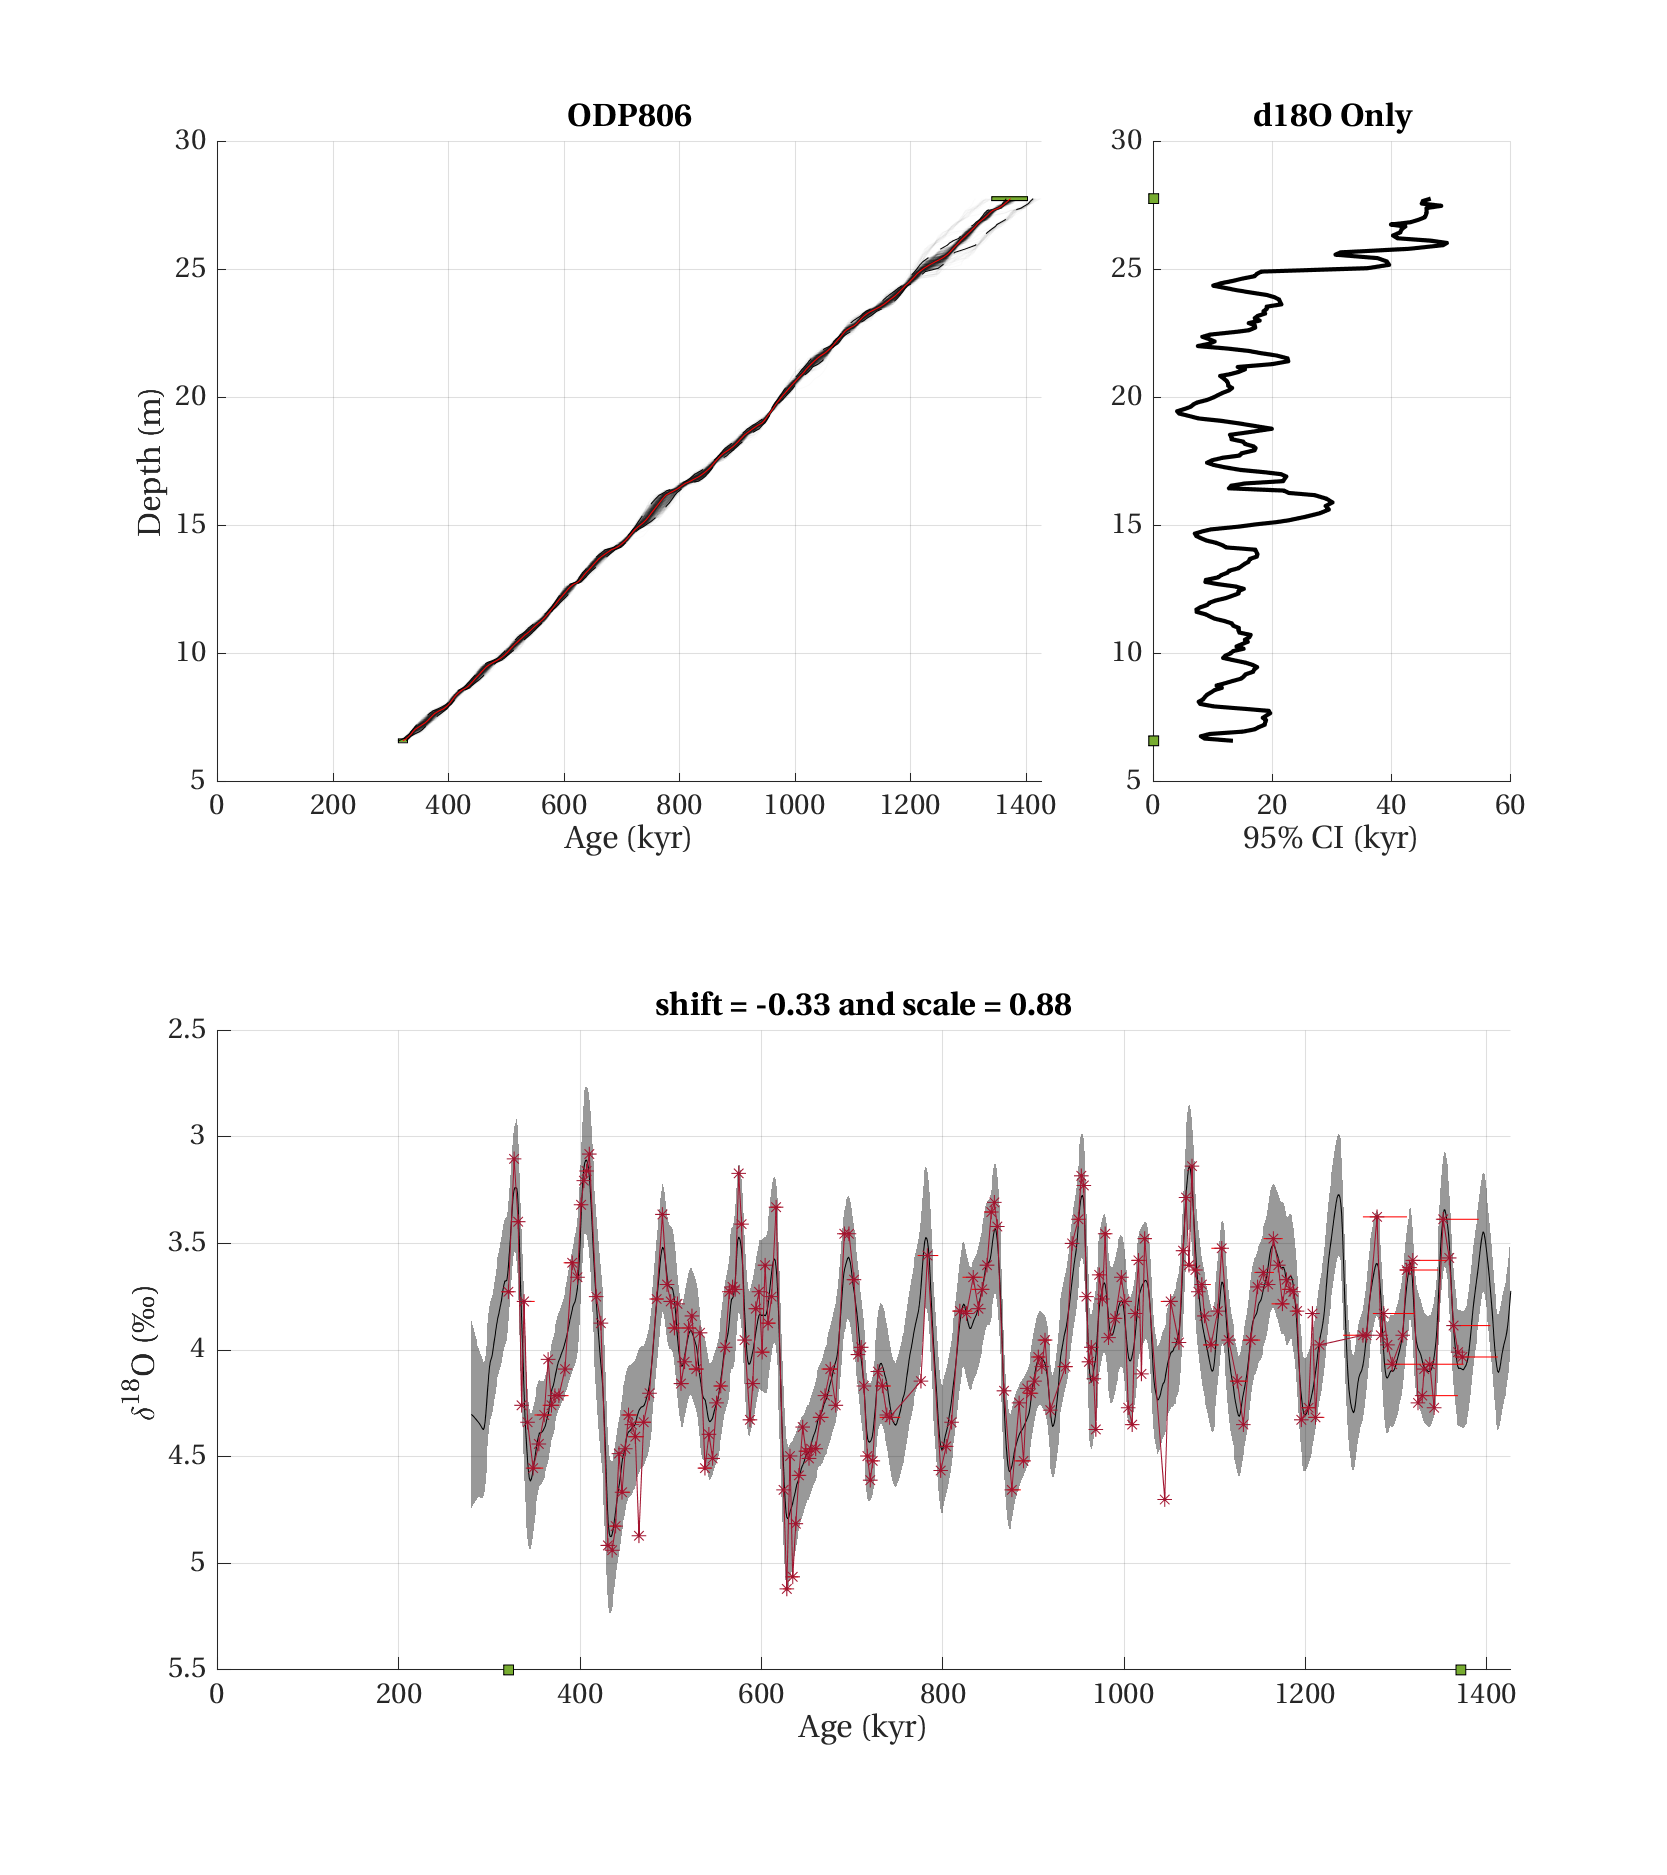 ODP806
d18O Only
30
25
20
15
10
5
Depth (m)
0 200 400 600 800 1000 1200 1400
Age (kyr)
30
25
20
15
10
5
0 20 40 60
95% CI (kyr)
shift = -0.33 and scale = 0.88
2.5
3
3.5
4
4.5
5
5.5
δ18O (‰)
0 200 400 600 800 1000 1200 1400
Age (kyr)